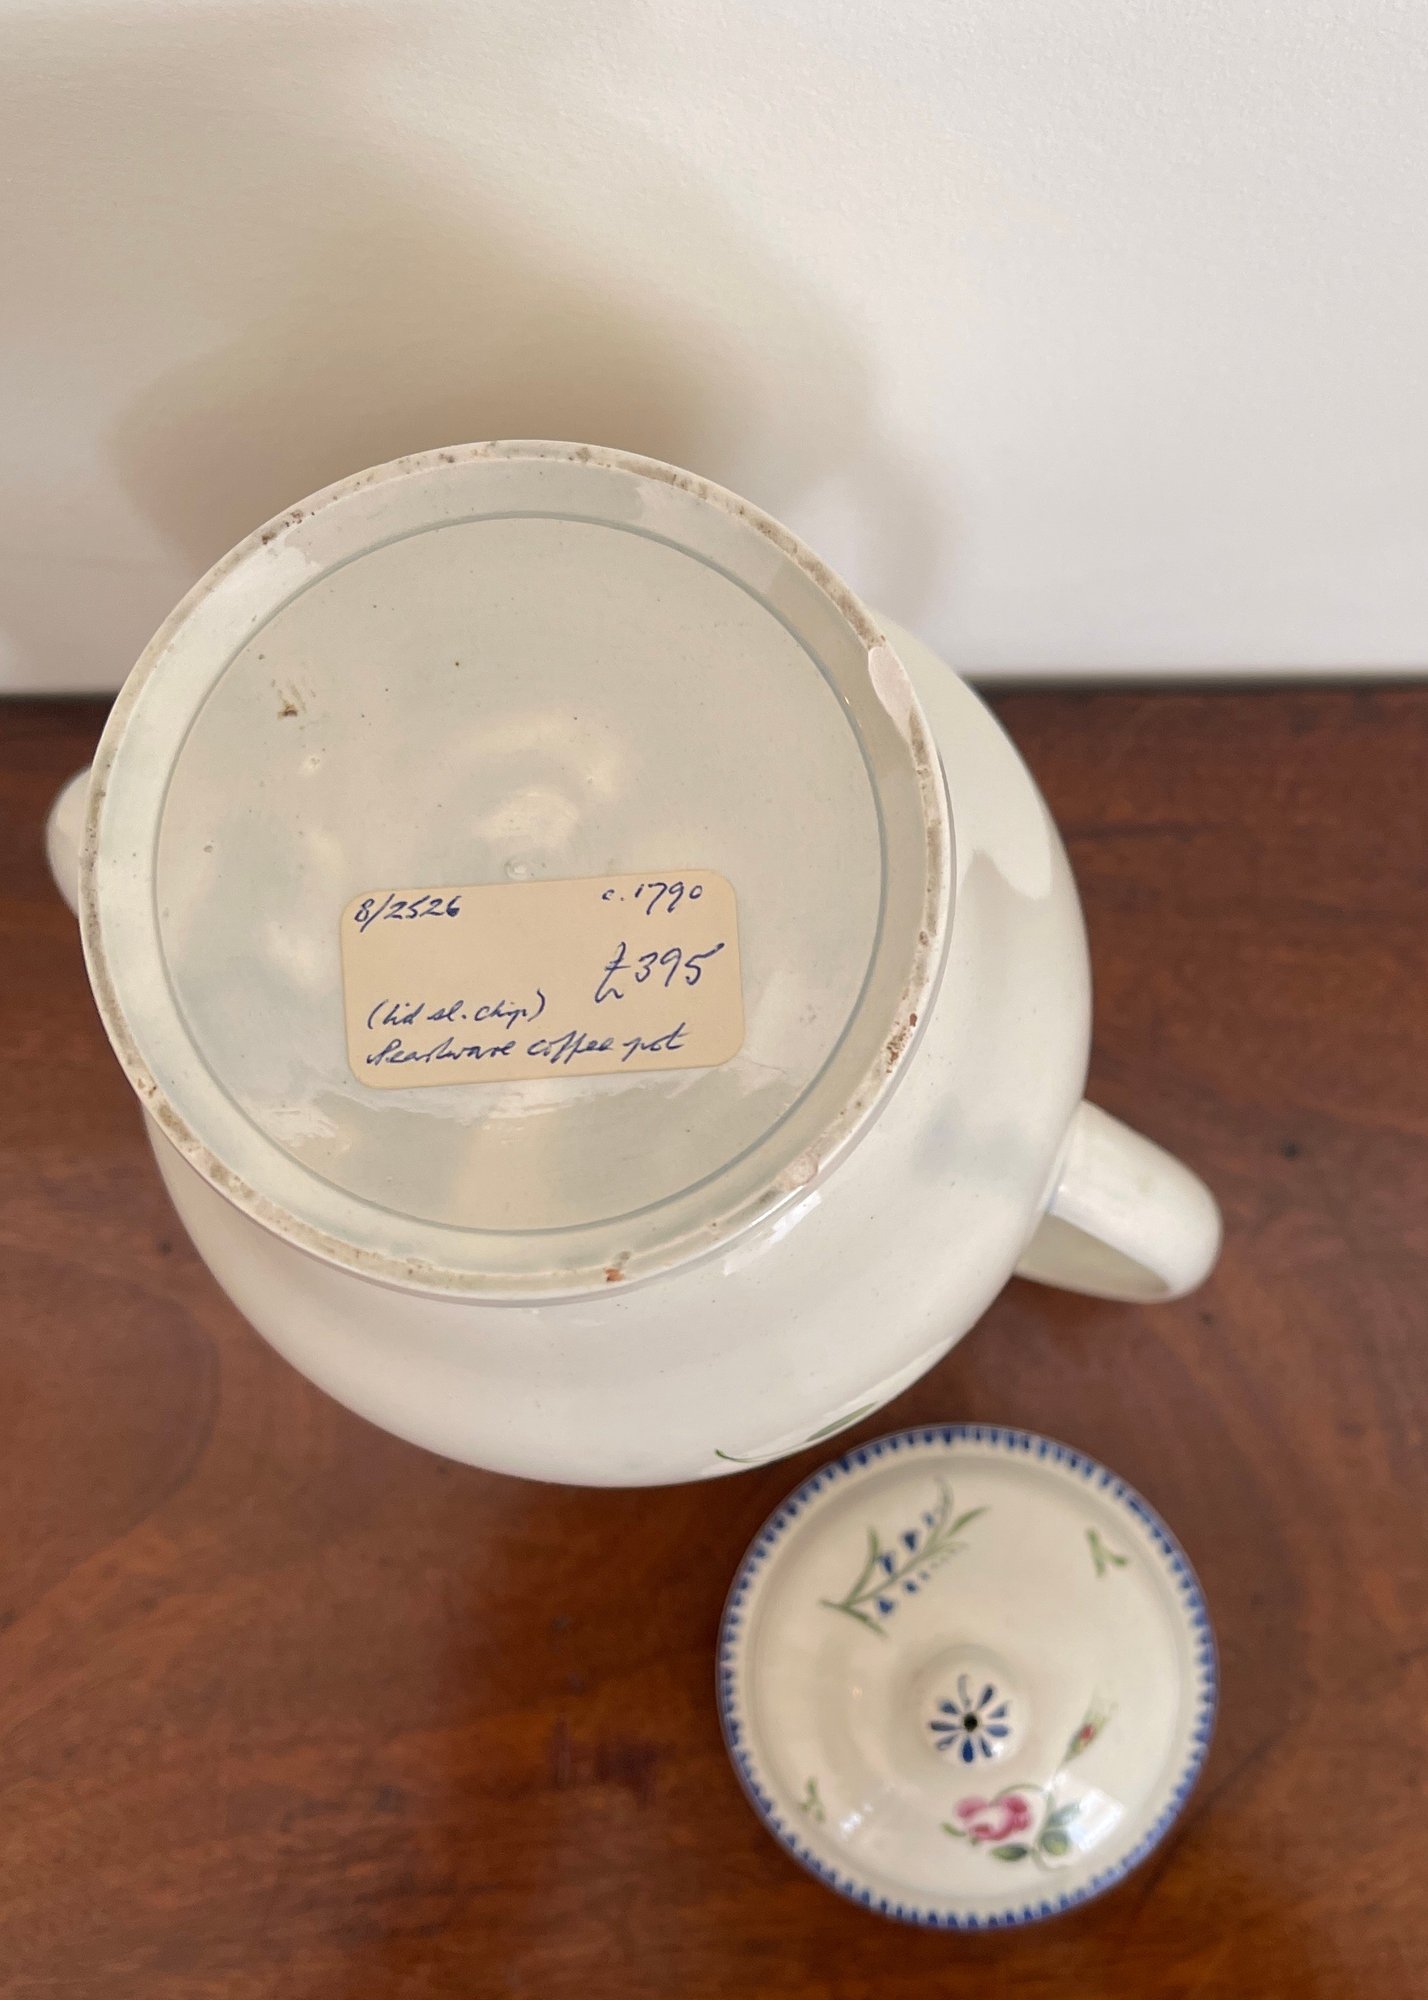 8/2526 c.1790
£395
(lid sl. chip)
Pearlware coffee pot